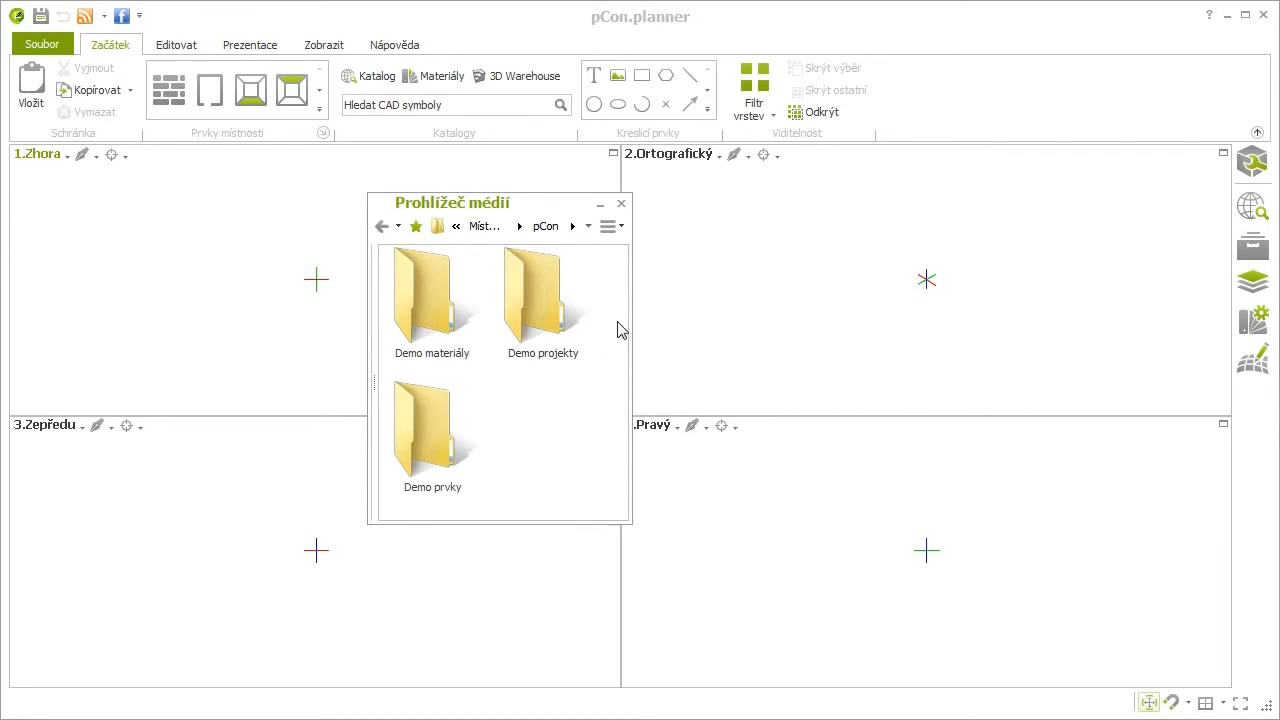 pCon.planner
Soubor
Začátek
Editovat
Prezentace
Zobrazit
Nápověda
Vložit
Vyjmout
Kopírovat
Vymazat
Schránka
Prvky místnosti
Katalog
Materiály
3D Warehouse
Hledat CAD symboly
Katalogy
Kreslicí prvky
Filtr
vrstev
Skrýt výběr
Skrýt ostatní
Odkrýt
Viditelnost
1.Zhora
2.Ortografický
Prohlížeč médií
« Míst... pCon
Demo materiály
Demo projekty
Demo prvky
3.Zepředu
.Pravý